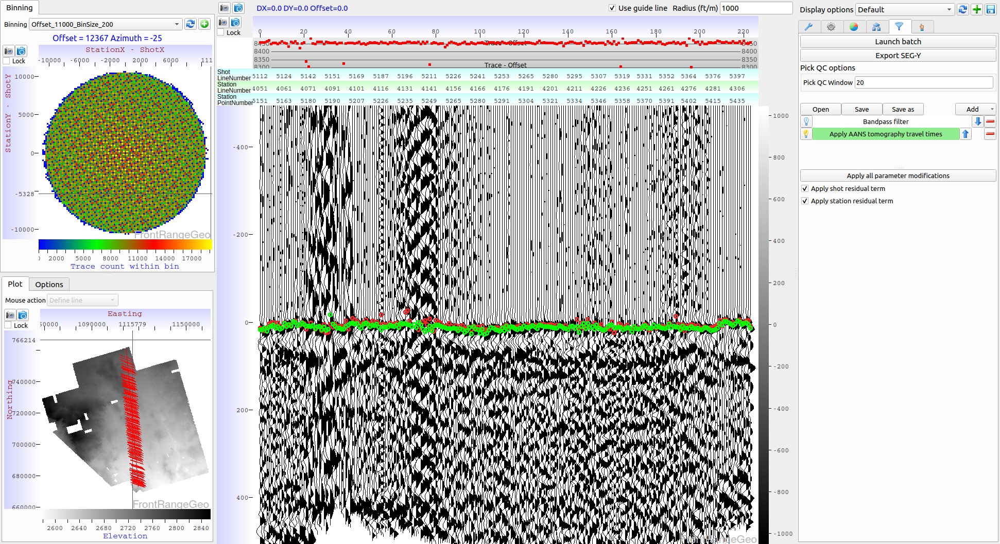 Binning
Binning Offset_11000_BinSize_200
Offset = 12367 Azimuth = -25
Lock
StationX - ShotX
-10000 -6000 -2000 2000 6000 111
StationY - ShotY
10000
5000
0
-5328
-10000
FrontRangeGeo
0 2000 5000 8000 11000 14000 17000
Trace count within bin
Plot Options
Mouse action Define line
Lock
Easting
1090000 1115779 1150000
Northing
766214
740000
720000
700000
680000
660000
FrontRangeGeo
2600 2640 2680 2720 2760 2800 2840
Elevation
DX=0.0 DY=0.0 Offset=0.0
Use guide line Radius (ft/m) 1000
Lock
0 20 40 60 80 100 120 140 160 180 200 220
8450 Trace - Offset 8450
8400 8400
8350 8350
8300 Trace - Offset 8300
Shot
LineNumber 5112 5124 5142 5151 5169 5187 5196 5211 5226 5241 5253 5265 5280 5295 5307 5319 5331 5352 5364 5376 5397
Station
LineNumber 4051 4061 4071 4091 4101 4116 4131 4141 4156 4166 4176 4191 4201 4211 4226 4236 4251 4261 4276 4281 4306
Station
PointNumber 5151 5163 5180 5190 5207 5226 5235 5249 5265 5280 5291 5304 5321 5334 5346 5358 5370 5385 5402 5415 5435
-400
-200
0
200
400
FrontRangeGeo
1000
800
600
400
200
0
-200
-400
-600
-800
-1000
Display options Default
Launch batch
Export SEG-Y
Pick QC options
Pick QC Window 20
Open Save Save as Add
Bandpass filter
Apply AANS tomography travel times
Apply all parameter modifications
Apply shot residual term
Apply station residual term